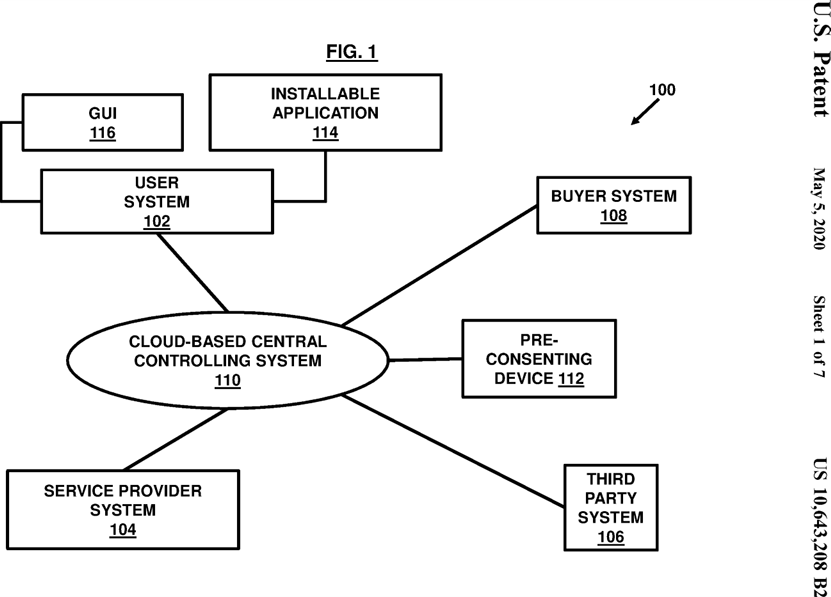 U.S. Patent
May 5, 2020
Sheet 1 of 7
US 10,643,208 B2
FIG. 1
100
GUI
116
INSTALLABLE
APPLICATION
114
USER
SYSTEM
102
BUYER SYSTEM
108
CLOUD-BASED CENTRAL
CONTROLLING SYSTEM
110
PRE-
CONSENTING
DEVICE 112
SERVICE PROVIDER
SYSTEM
104
THIRD
PARTY
SYSTEM
106